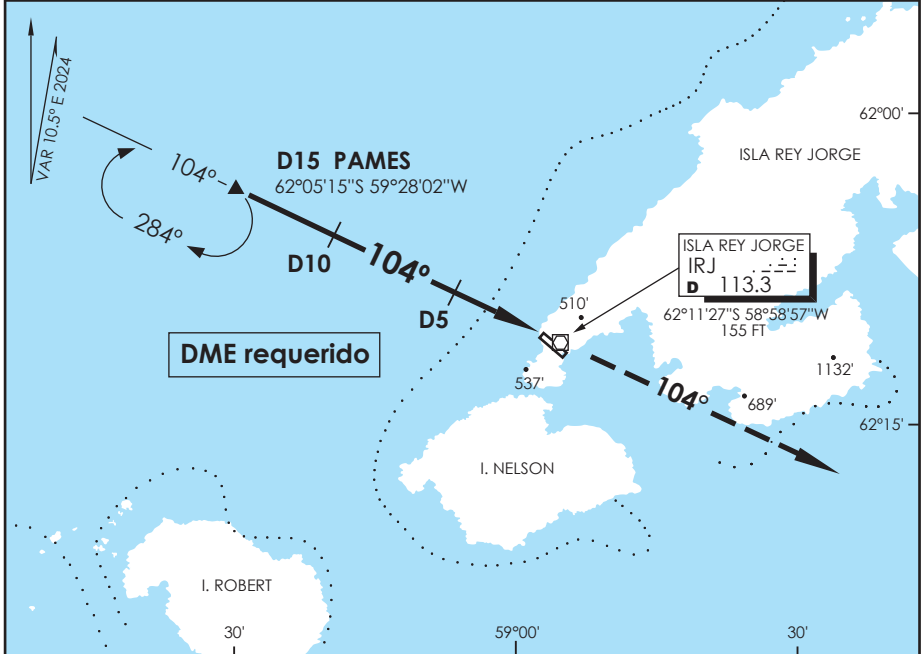 VAR 10.5° E 2024
62°00'
ISLA REY JORGE
D15 PAMES
62°05'15"S 59°28'02"W
104°
284°
D10
104°
D5
ISLA REY JORGE
IRJ
D 113.3
62°11'27"S 58°58'57"W
155 FT
510'
DME requerido
537'
1132'
104°
689'
62°15'
I. NELSON
I. ROBERT
30'
59°00'
30'